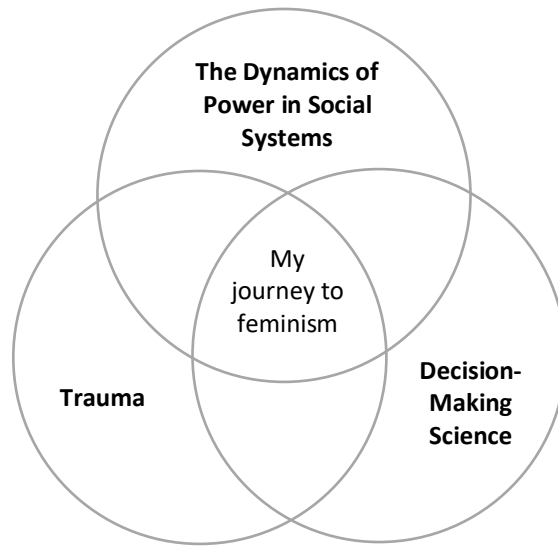 The Dynamics of
Power in Social
Systems
My
journey to
feminism
Trauma
Decision-
Making
Science